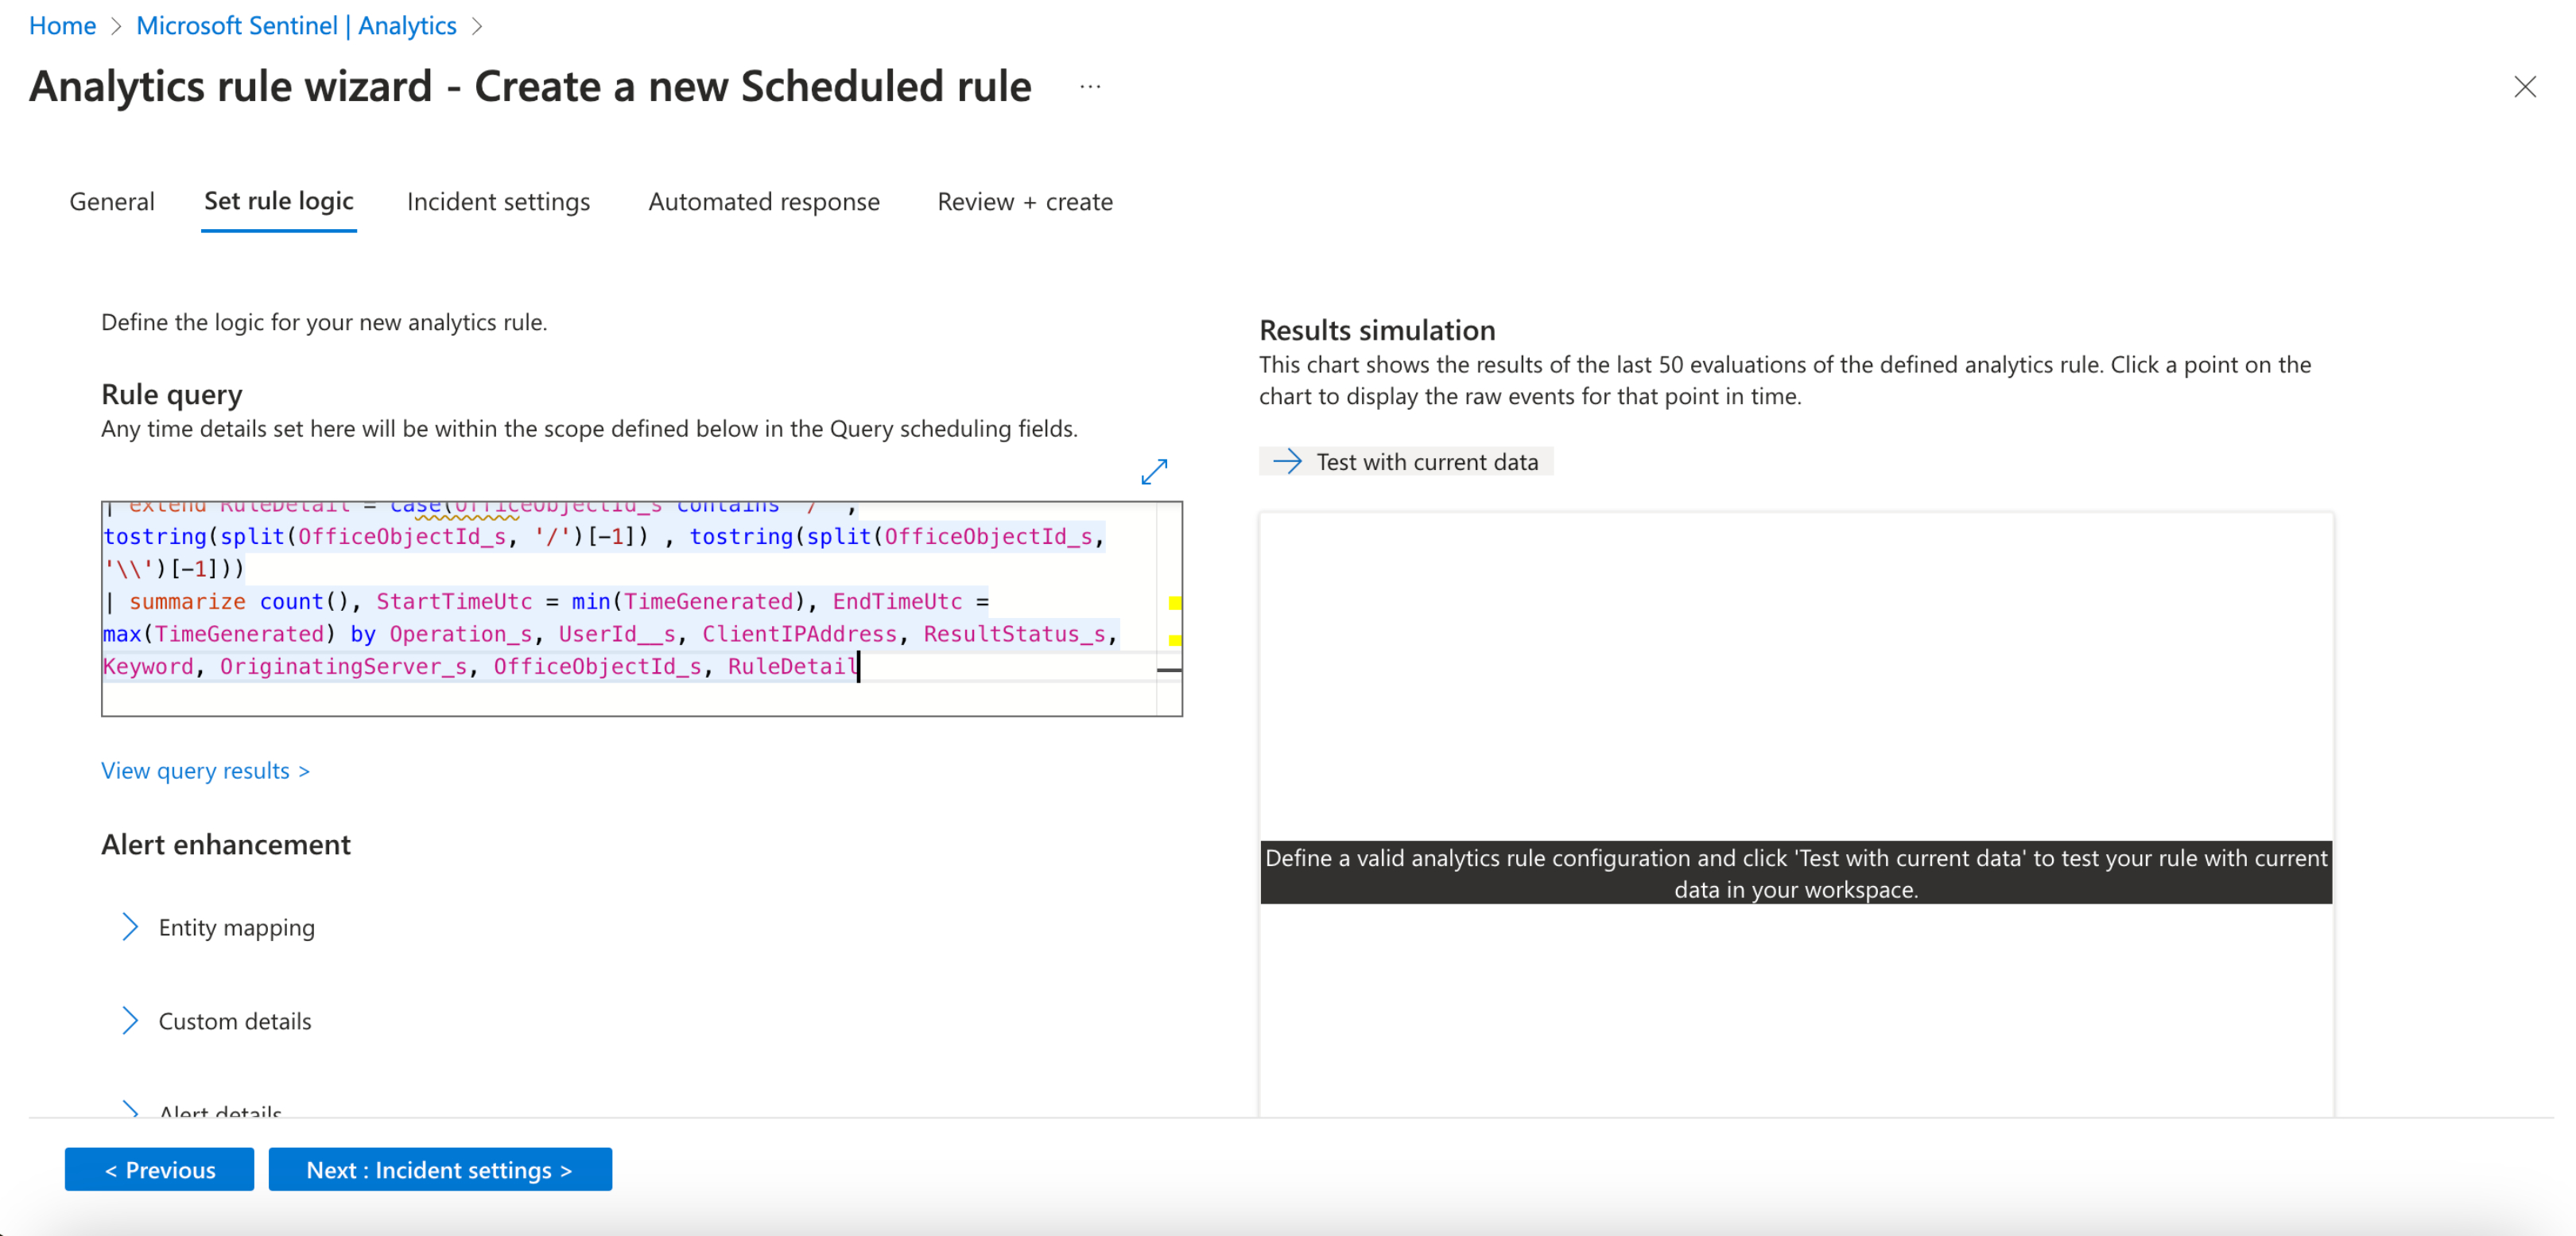 Home > Microsoft Sentinel | Analytics >
Analytics rule wizard - Create a new Scheduled rule ...
General Set rule logic Incident settings Automated response Review + create
Define the logic for your new analytics rule.
Rule query
Any time details set here will be within the scope defined below in the Query scheduling fields.
| extend RuleDetail = case(OfficeObjectId_s contains '/' ,
tostring(split(OfficeObjectId_s, '/')[-1]) , tostring(split(OfficeObjectId_s,
'\\')[-1]))
| summarize count(), StartTimeUtc = min(TimeGenerated), EndTimeUtc =
max(TimeGenerated) by Operation_s, UserId__s, ClientIPAddress, ResultStatus_s,
Keyword, OriginatingServer_s, OfficeObjectId_s, RuleDetail
View query results >
Alert enhancement
Entity mapping
Custom details
Alert details
< Previous
Next : Incident settings >
Results simulation
This chart shows the results of the last 50 evaluations of the defined analytics rule. Click a point on the
chart to display the raw events for that point in time.
Test with current data
Define a valid analytics rule configuration and click 'Test with current data' to test your rule with current
data in your workspace.